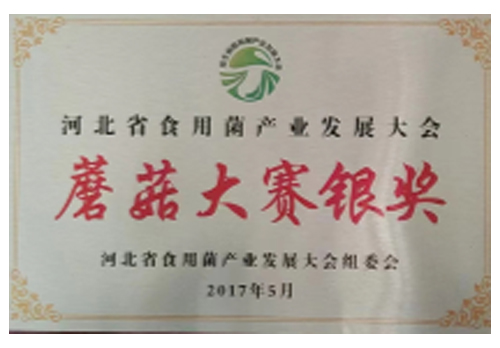 河北省食用菌产业发展大会
蘑菇大赛银奖
河北省食用菌产业发展大会组委会
2017年5月